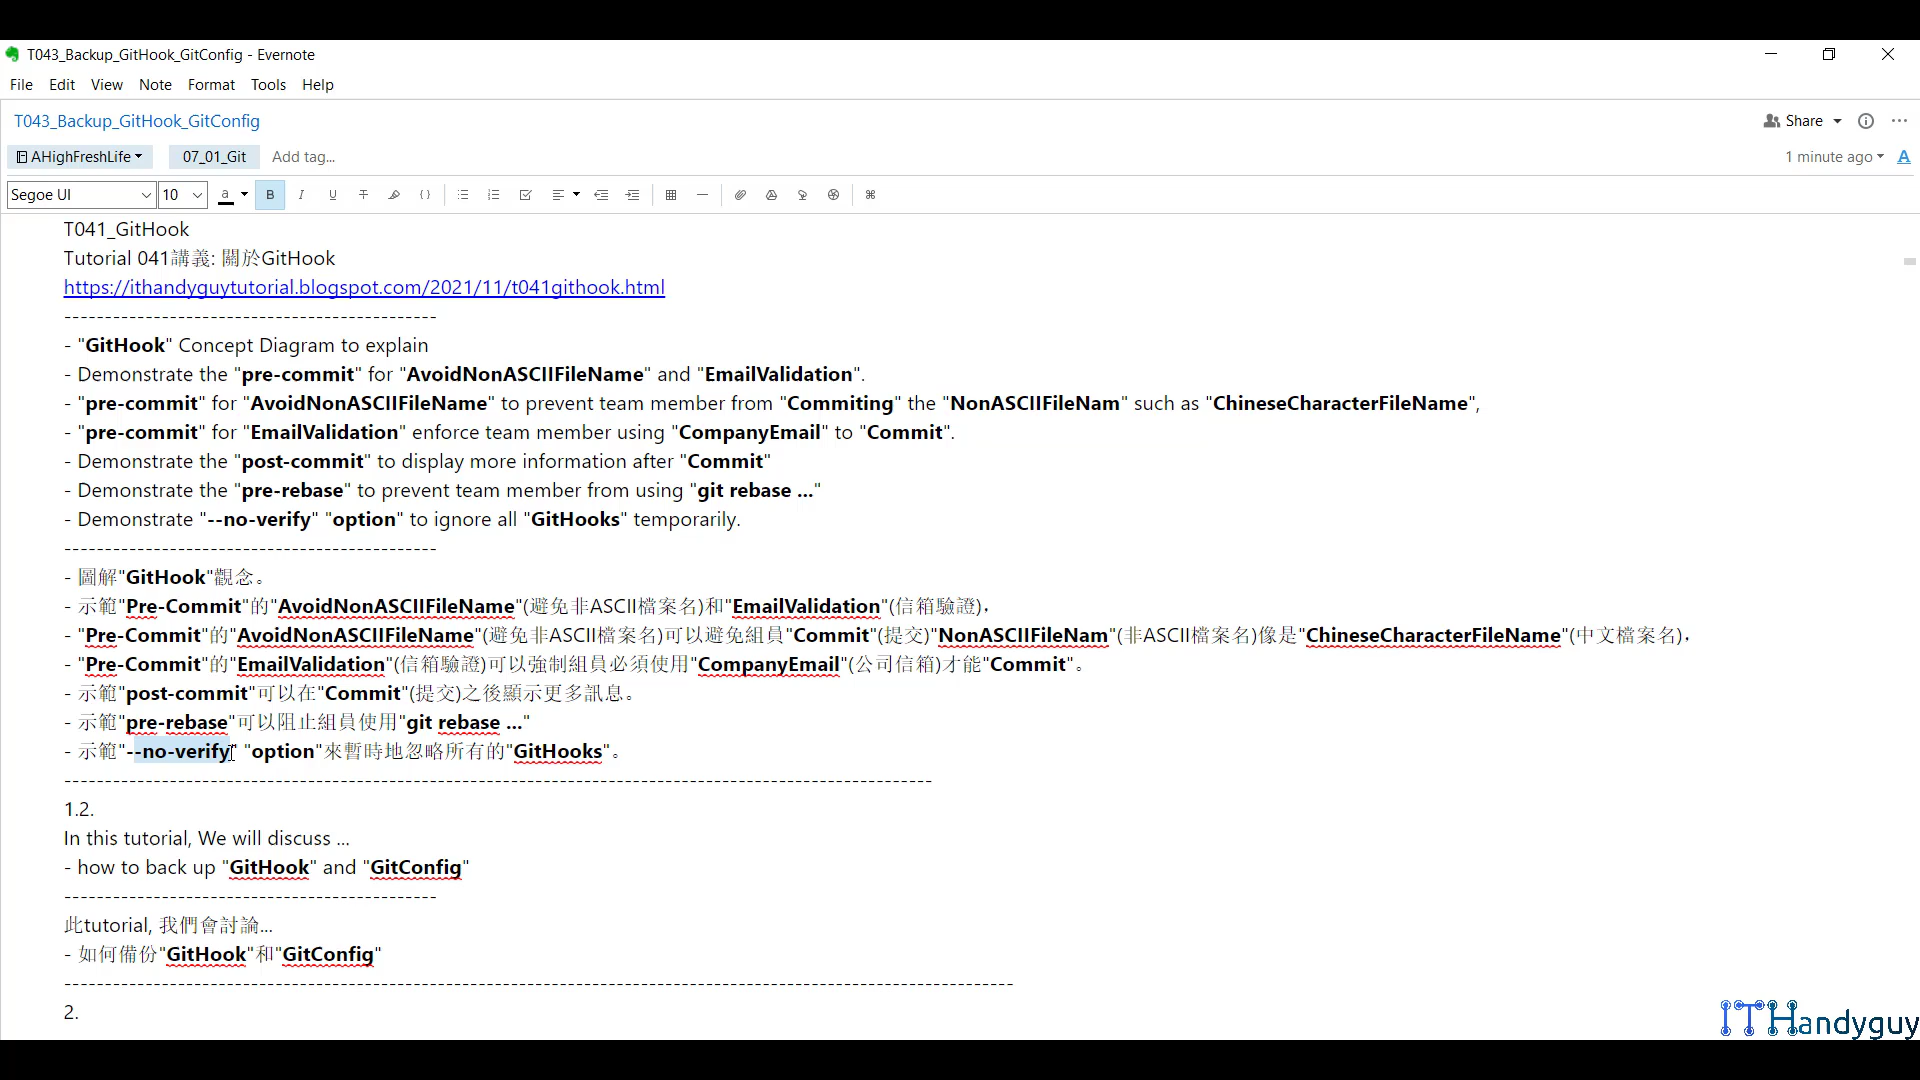 T043_Backup_GitHook_GitConfig - Evernote
File Edit View Note Format Tools Help
T043_Backup_GitHook_GitConfig
Share
AHighFreshLife 07_01_Git Add tag...
1 minute ago A
Segoe UI 10 a B I U T { }
T041_GitHook
Tutorial 041講義: 關於GitHook
https://ithandyguytutorial.blogspot.com/2021/11/t041githook.html
-------------------------------------------
- "GitHook" Concept Diagram to explain
- Demonstrate the "pre-commit" for "AvoidNonASCIIFileName" and "EmailValidation".
- "pre-commit" for "AvoidNonASCIIFileName" to prevent team member from "Commiting" the "NonASCIIFileNam" such as "ChineseCharacterFileName",
- "pre-commit" for "EmailValidation" enforce team member using "CompanyEmail" to "Commit".
- Demonstrate the "post-commit" to display more information after "Commit"
- Demonstrate the "pre-rebase" to prevent team member from using "git rebase ..."
- Demonstrate "--no-verify" "option" to ignore all "GitHooks" temporarily.
-------------------------------------------
- 圖解"GitHook"觀念。
- 示範"Pre-Commit"的"AvoidNonASCIIFileName"(避免非ASCII檔案名)和"EmailValidation"(信箱驗證)，
- "Pre-Commit"的"AvoidNonASCIIFileName"(避免非ASCII檔案名)可以避免組員"Commit"(提交)"NonASCIIFileNam"(非ASCII檔案名)像是"ChineseCharacterFileName"(中文檔案名)，
- "Pre-Commit"的"EmailValidation"(信箱驗證)可以強制組員必須使用"CompanyEmail"(公司信箱)才能"Commit"。
- 示範"post-commit"可以在"Commit"(提交)之後顯示更多訊息。
- 示範"pre-rebase"可以阻止組員使用"git rebase ..."
- 示範"--no-verify" "option"來暫時地忽略所有的"GitHooks"。
----------------------------------------------------------------------------------------------------
1.2.
In this tutorial, We will discuss ...
- how to back up "GitHook" and "GitConfig"
-------------------------------------------
此tutorial, 我們會討論...
- 如何備份"GitHook"和"GitConfig"
--------------------------------------------------------------------------------------------------------------
2.
ITHandyguy